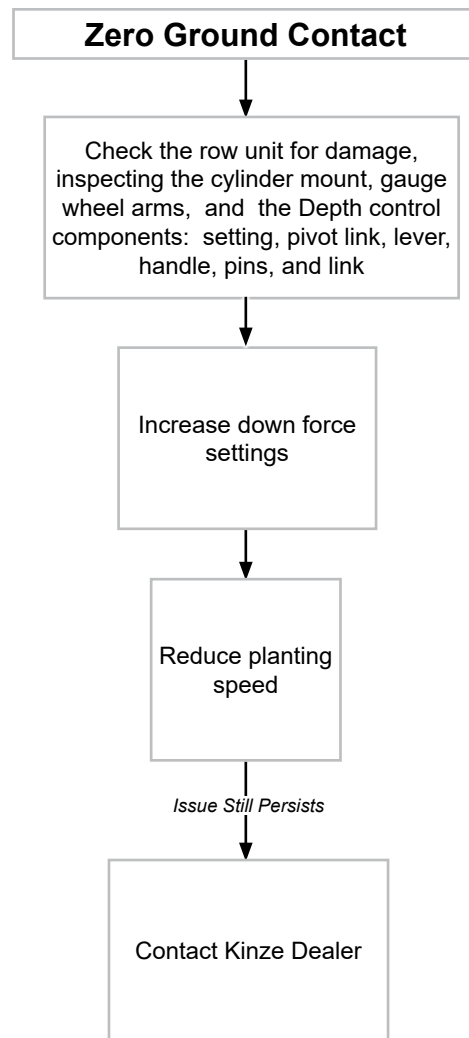 Zero Ground Contact
Check the row unit for damage,
inspecting the cylinder mount, gauge
wheel arms,  and  the Depth control
components:  setting, pivot link, lever,
handle, pins, and link
Increase down force
settings
Reduce planting
speed
Issue Still Persists
Contact Kinze Dealer